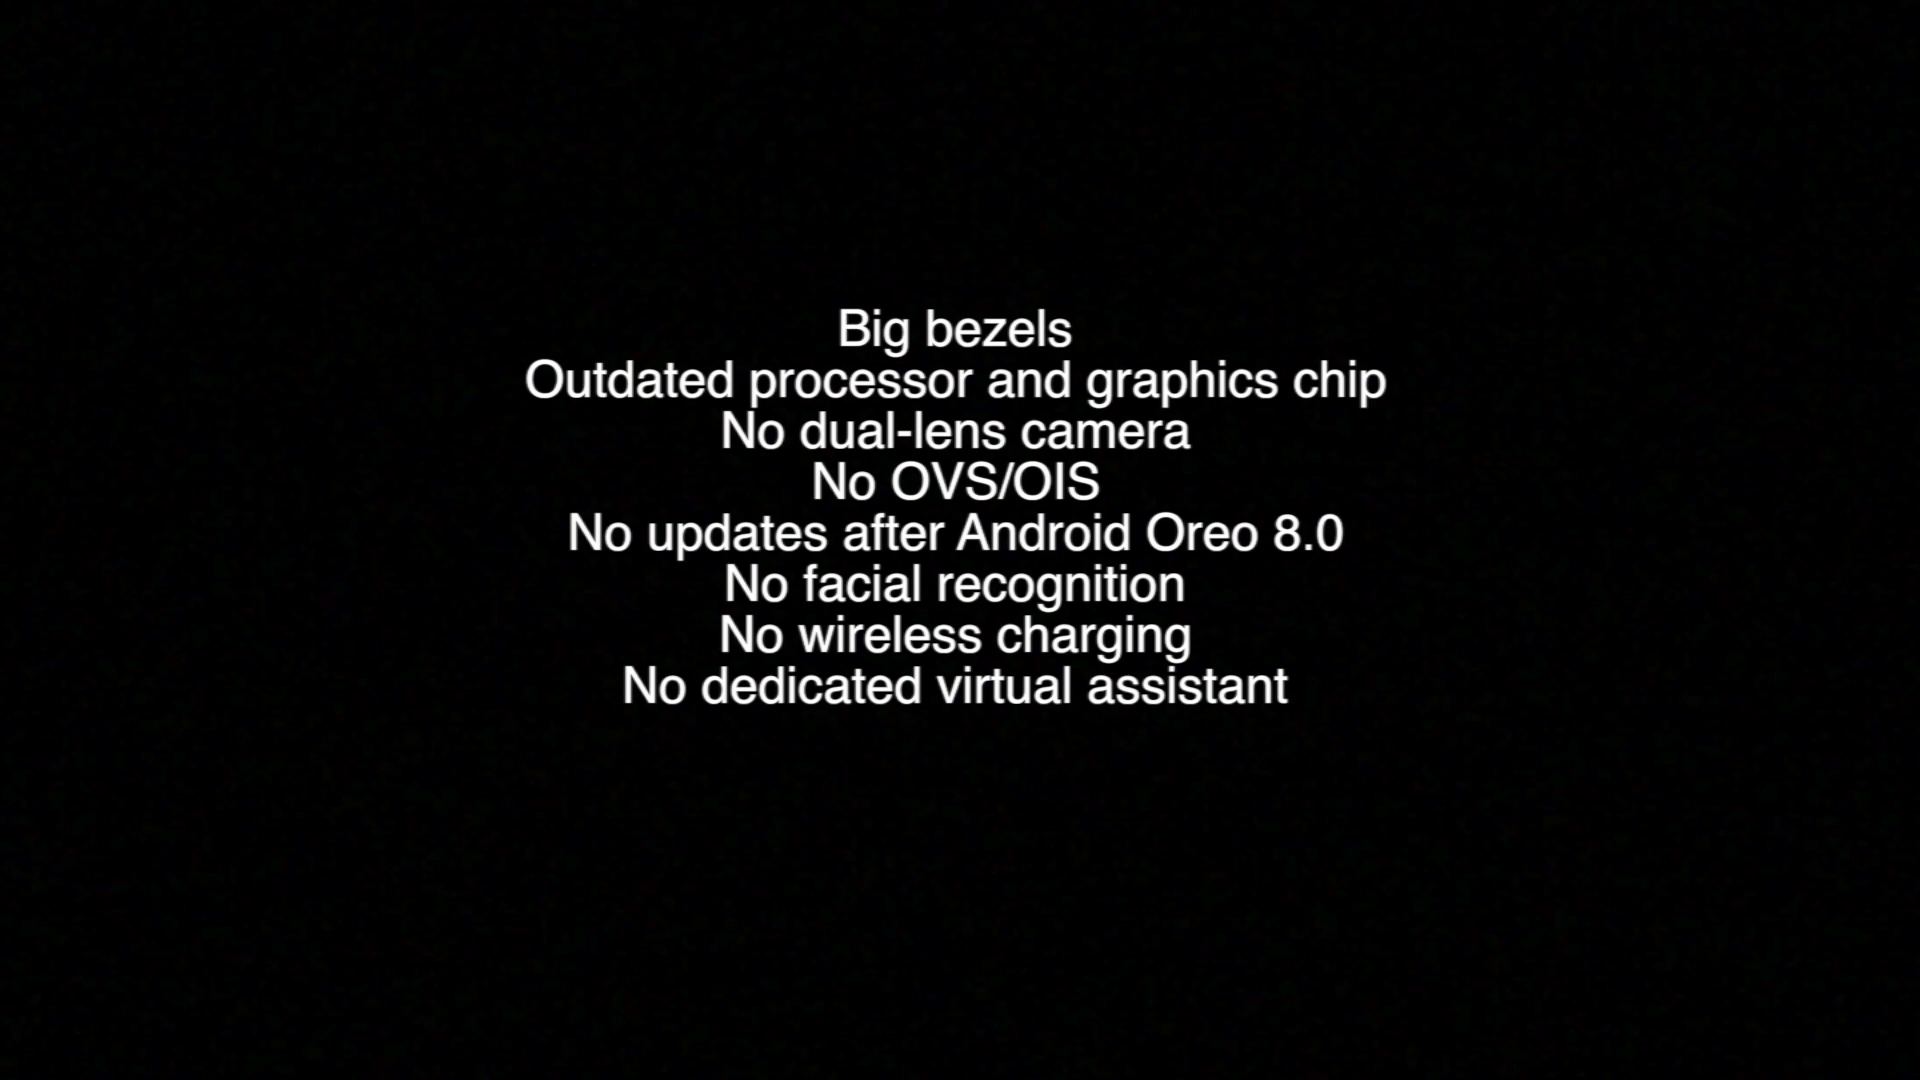 Big bezels
Outdated processor and graphics chip
No dual-lens camera
No OVS/OIS
No updates after Android Oreo 8.0
No facial recognition
No wireless charging
No dedicated virtual assistant